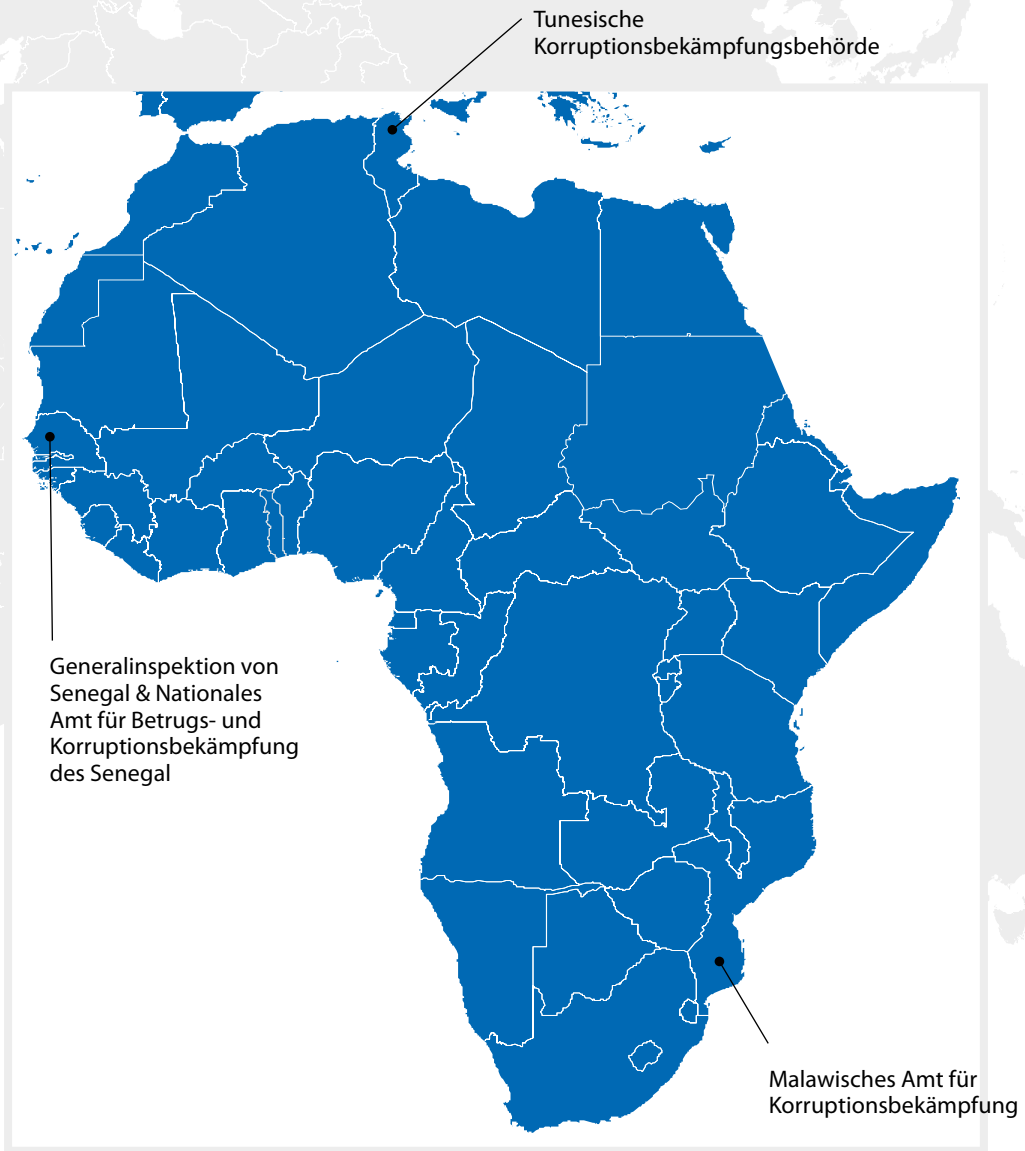 Tunesische
Korruptionsbekämpfungsbehörde
Generalinspektion von
Senegal & Nationales
Amt für Betrugs- und
Korruptionsbekämpfung
des Senegal
Malawisches Amt für
Korruptionsbekämpfung